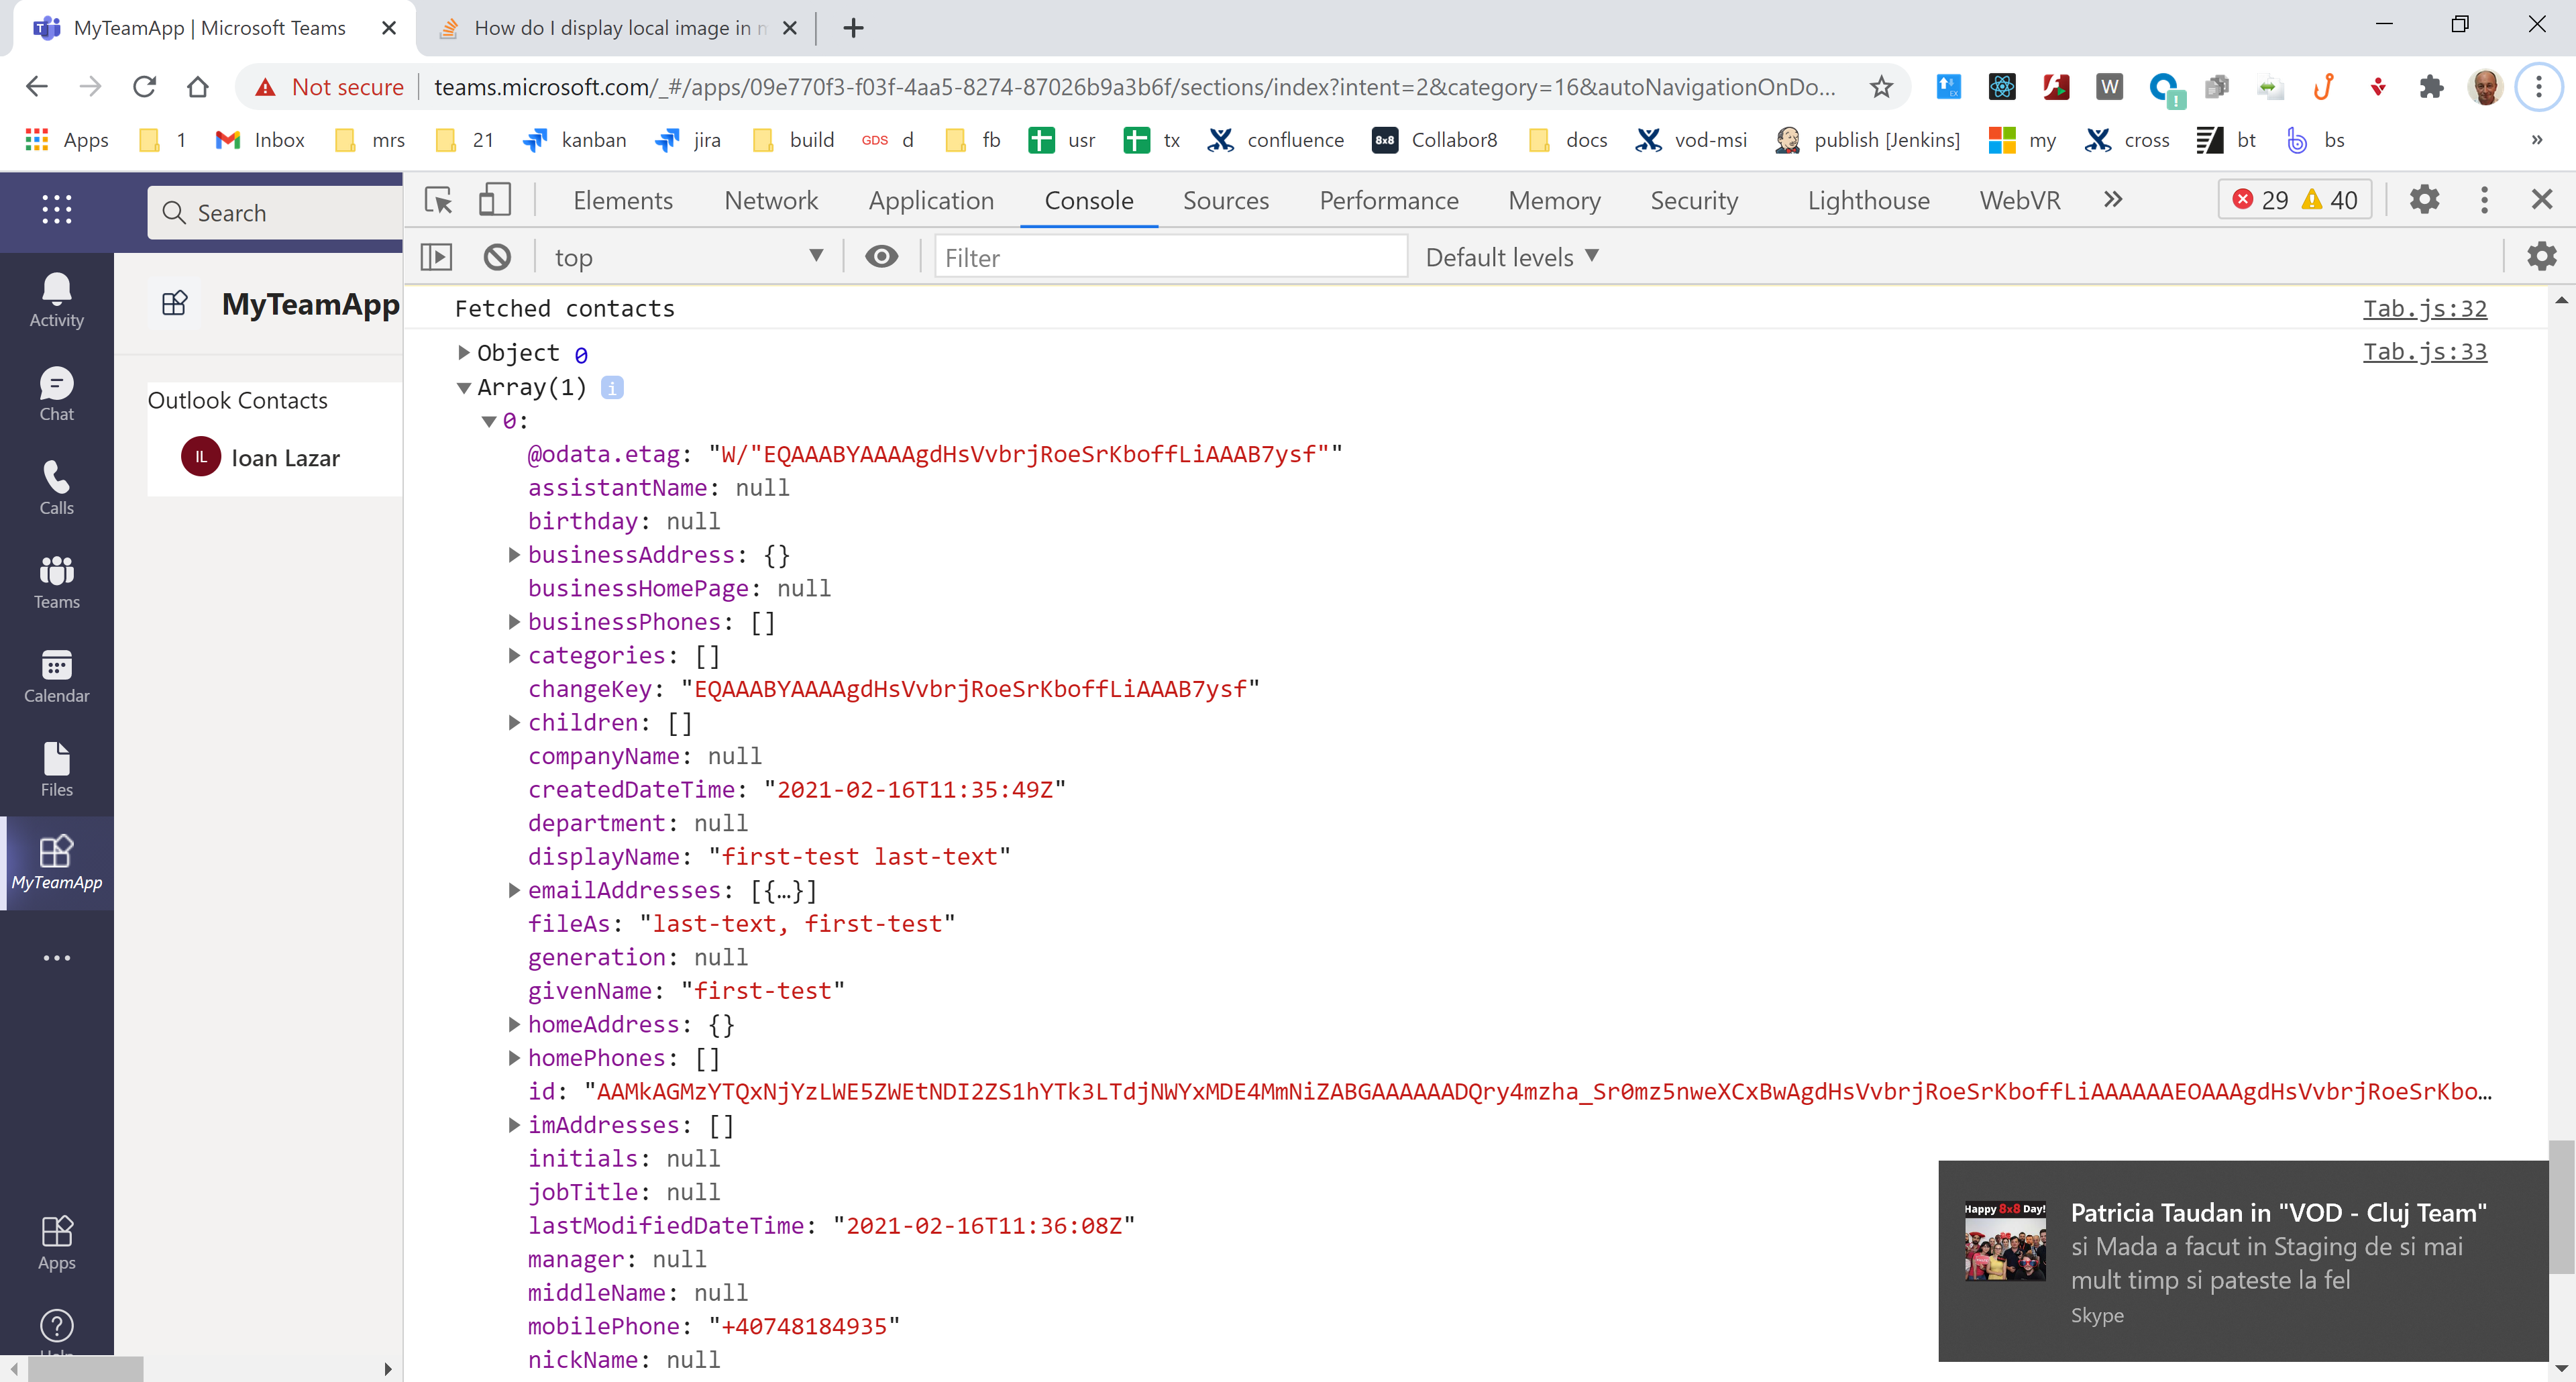 MyTeamApp | Microsoft Teams
How do I display local image in m
Not secure
teams.microsoft.com/_#/apps/09e770f3-f03f-4aa5-8274-87026b9a3b6f/sections/index?intent=2&category=16&autoNavigationOnDo...
W
Apps
1
Inbox
mrs
21
kanban
jira
build
GDS d
fb
usr
tx
confluence
8x8 Collabor8
docs
vod-msi
publish [Jenkins]
my
cross
bt
bs
»
Search
Elements
Network
Application
Console
Sources
Performance
Memory
Security
Lighthouse
WebVR
29
40
top
Filter
Default levels
Activity
Chat
Calls
Teams
Calendar
Files
MyTeamApp
Apps
MyTeamApp
Outlook Contacts
IL Ioan Lazar
Fetched contacts Tab.js:32
Object 0 Tab.js:33
Array(1) i
0:
@odata.etag: "W/"EQAAABYAAAAgdHsVvbrjRoeSrKboffLiAAAB7ysf""
assistantName: null
birthday: null
businessAddress: {}
businessHomePage: null
businessPhones: []
categories: []
changeKey: "EQAAABYAAAAgdHsVvbrjRoeSrKboffLiAAAB7ysf"
children: []
companyName: null
createdDateTime: "2021-02-16T11:35:49Z"
department: null
displayName: "first-test last-text"
emailAddresses: [{…}]
fileAs: "last-text, first-test"
generation: null
givenName: "first-test"
homeAddress: {}
homePhones: []
id: "AAMkAGMzYTQxNjYzLWE5ZWEtNDI2ZS1hYTk3LTdjNWYxMDE4MmNiZABGAAAAAADQry4mzha_Sr0mz5nweXCxBwAgdHsVvbrjRoeSrKboffLiAAAAAAEOAAAgdHsVvbrjRoeSrKbo…
imAddresses: []
initials: null
jobTitle: null
lastModifiedDateTime: "2021-02-16T11:36:08Z"
manager: null
middleName: null
mobilePhone: "+40748184935"
nickName: null
Happy 8x8 Day!
Patricia Taudan in "VOD - Cluj Team"
si Mada a facut in Staging de si mai
mult timp si pateste la fel
Skype